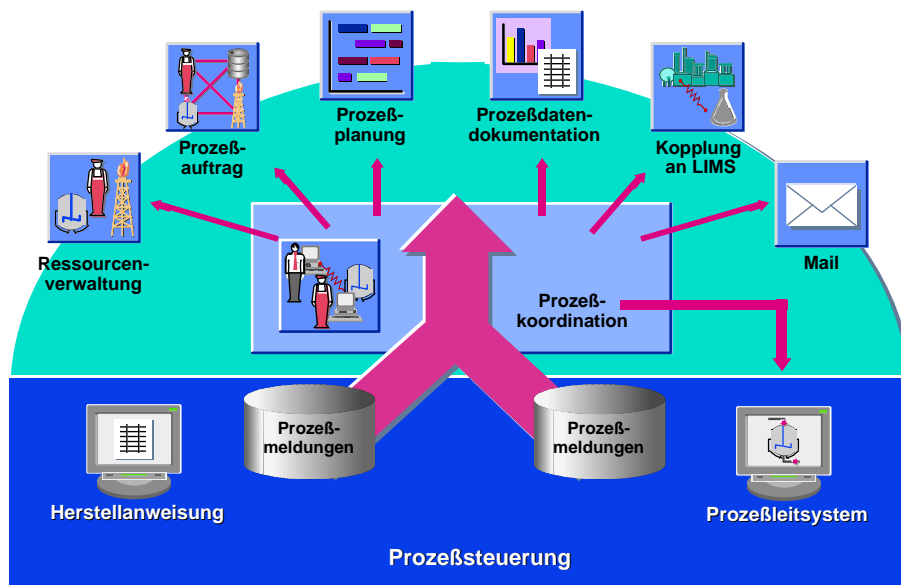 Prozeß-
auftrag
Prozeß-
planung
Prozeßdaten-
dokumentation
Kopplung
an LIMS
Ressourcen-
verwaltung
Mail
Prozeß-
koordination
Prozeß-
meldungen
Prozeß-
meldungen
Herstellanweisung
Prozeßleitsystem
Prozeßsteuerung